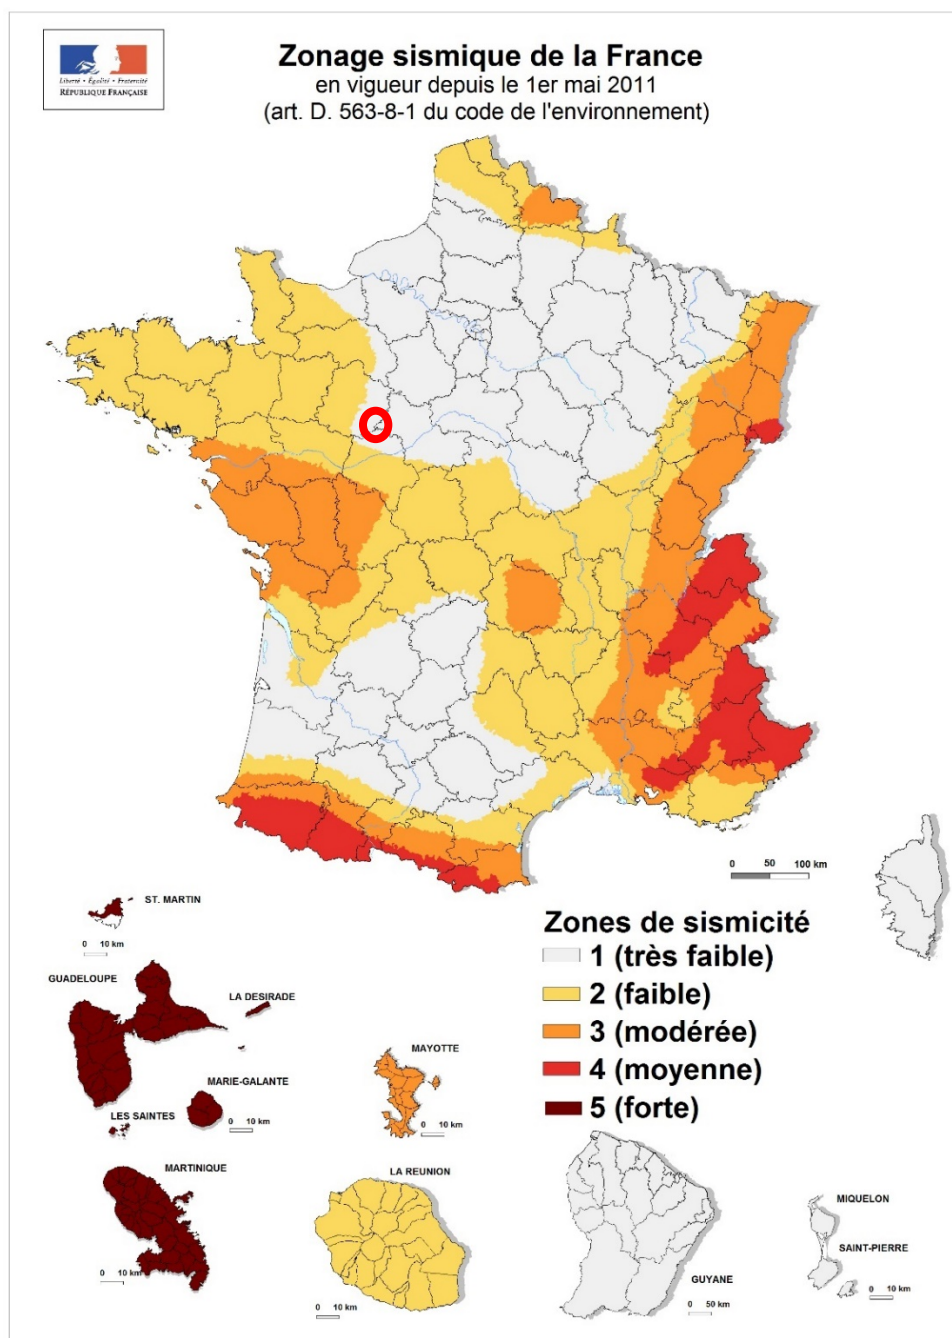 Liberté • Égalité • Fraternité
RÉPUBLIQUE FRANÇAISE
Zonage sismique de la France
en vigueur depuis le 1er mai 2011
(art. D. 563-8-1 du code de l'environnement)
0 50 100 km
ST. MARTIN
0 10 km
GUADELOUPE
LA DESIRADE
MARIE-GALANTE
0 10 km
LES SAINTES
MAYOTTE
0 10 km
Zones de sismicité
1 (très faible)
2 (faible)
3 (modérée)
4 (moyenne)
5 (forte)
MARTINIQUE
0 10 km
LA REUNION
0 10 km
GUYANE
0 50 km
MIQUELON
SAINT-PIERRE
0 10 km